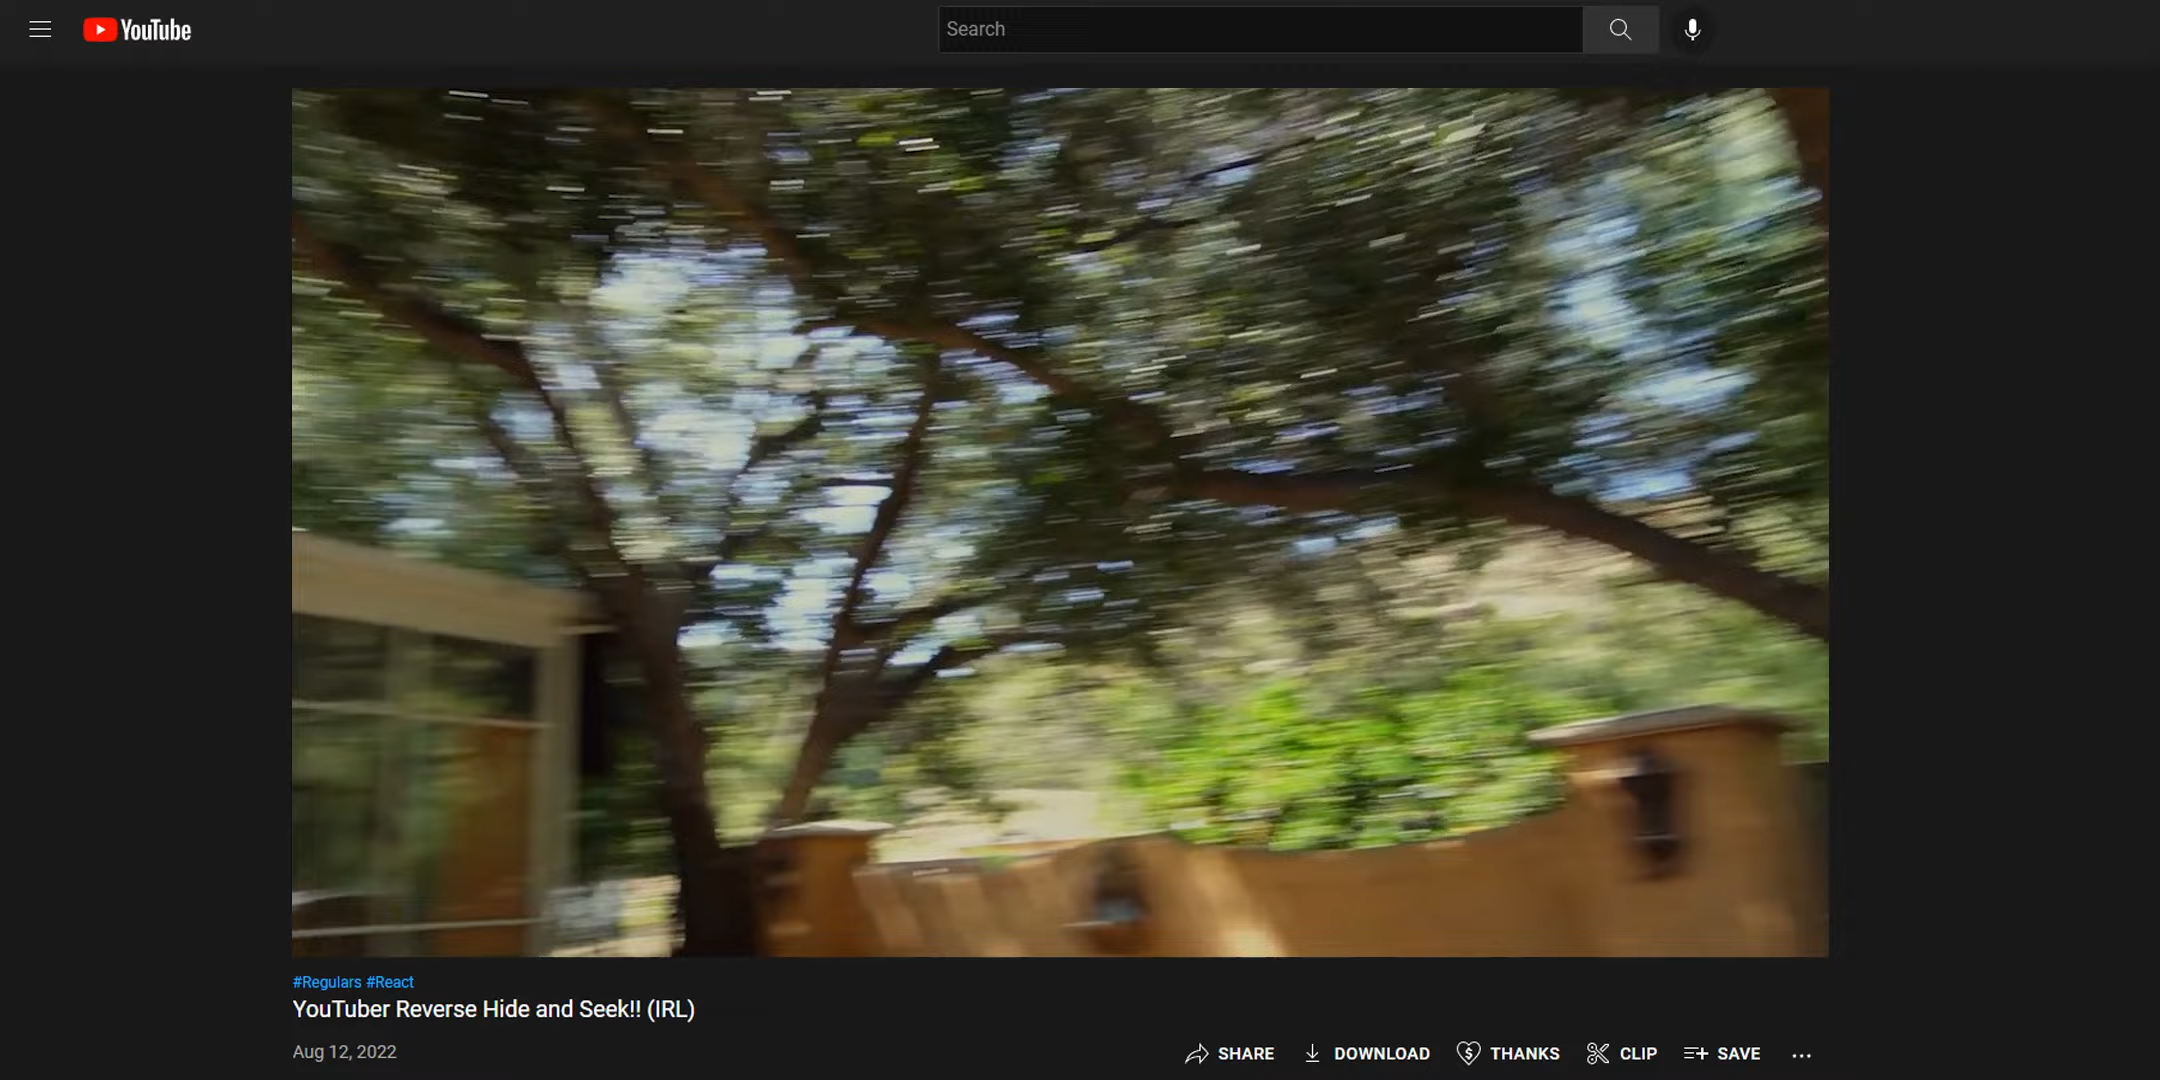 YouTube
Search
#Regulars #React
YouTuber Reverse Hide and Seek!! (IRL)
Aug 12, 2022
SHARE DOWNLOAD THANKS CLIP SAVE ...